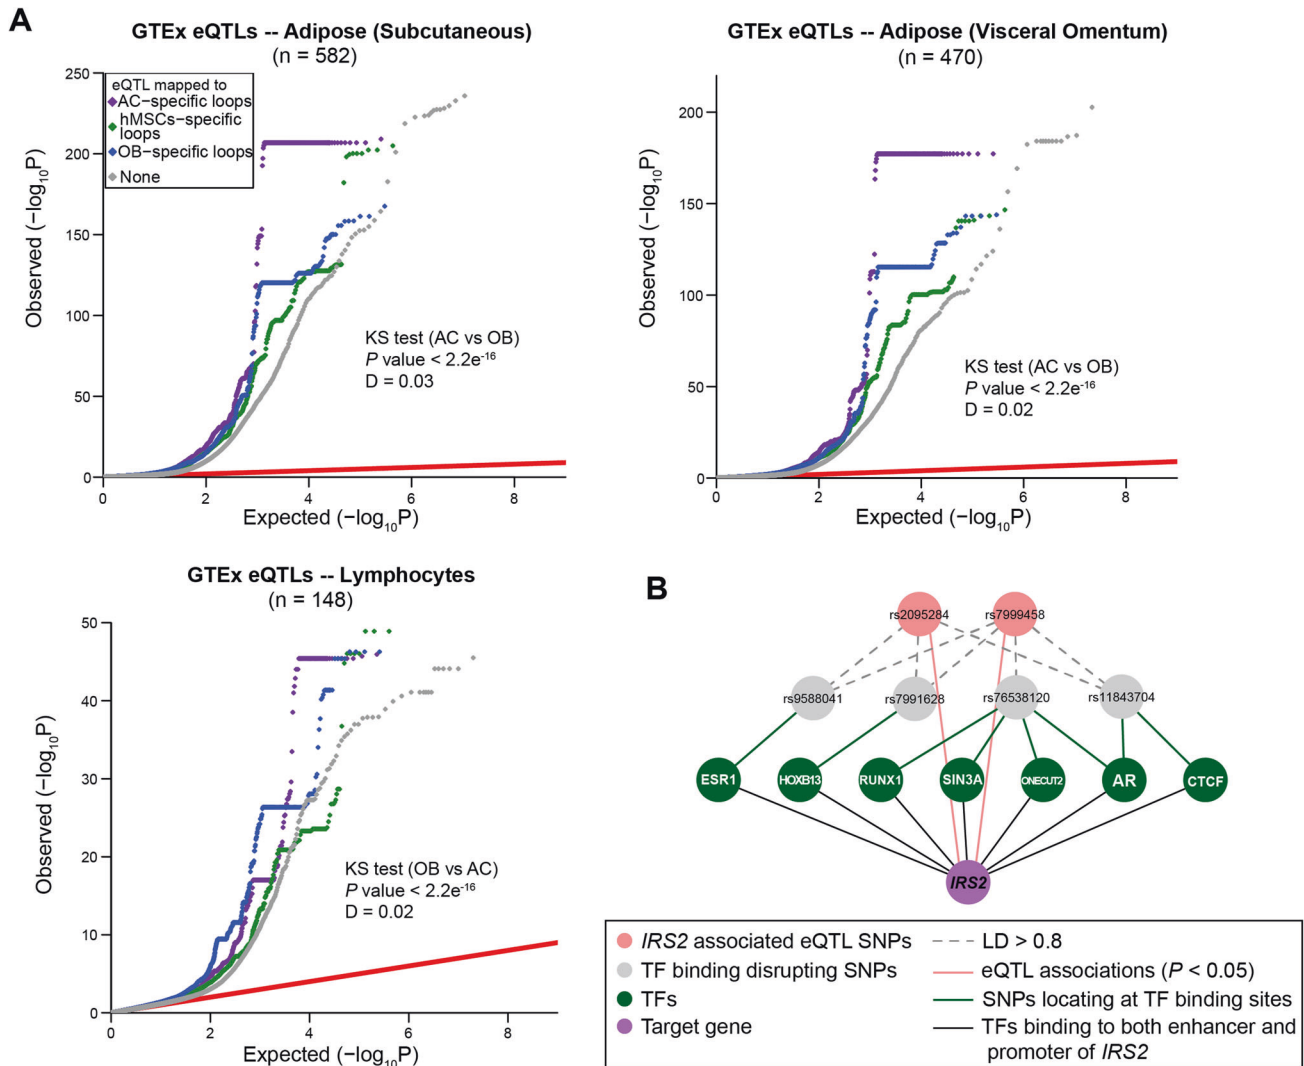 A
GTEx eQTLs -- Adipose (Subcutaneous)
(n = 582)
250
200
150
100
50
0
Observed (−log10P)
eQTL mapped to
AC−specific loops
hMSCs−specific
loops
OB−specific loops
None
KS test (AC vs OB)
P value < 2.2e-16
D = 0.03
0 2 4 6 8
Expected (−log10P)
GTEx eQTLs -- Adipose (Visceral Omentum)
(n = 470)
200
150
100
50
0
Observed (−log10P)
KS test (AC vs OB)
P value < 2.2e-16
D = 0.02
0 2 4 6 8
Expected (−log10P)
GTEx eQTLs -- Lymphocytes
(n = 148)
50
40
30
20
10
0
Observed (−log10P)
KS test (OB vs AC)
P value < 2.2e-16
D = 0.02
0 2 4 6 8
Expected (−log10P)
B
rs2095284 rs7999458
rs9588041 rs7991628 rs76538120 rs11843704
ESR1 HOXB13 RUNX1 SIN3A ONECUT2 AR CTCF
IRS2
IRS2 associated eQTL SNPs
TF binding disrupting SNPs
TFs
Target gene
LD > 0.8
eQTL associations (P < 0.05)
SNPs locating at TF binding sites
TFs binding to both enhancer and
promoter of IRS2